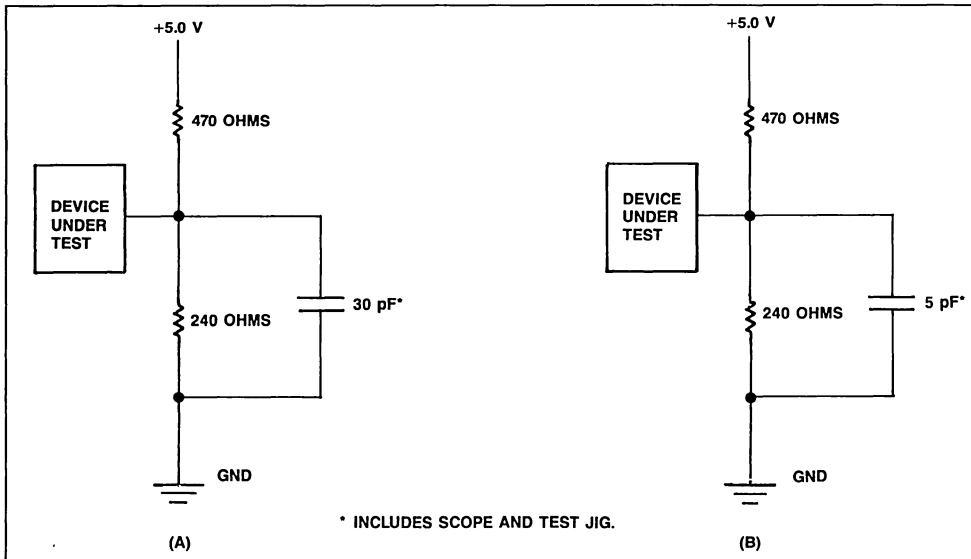 +5.0 V
470 OHMS
DEVICE
UNDER
TEST
30 pF*
240 OHMS
GND
(A)
+5.0 V
470 OHMS
DEVICE
UNDER
TEST
5 pF*
240 OHMS
GND
(B)
* INCLUDES SCOPE AND TEST JIG.